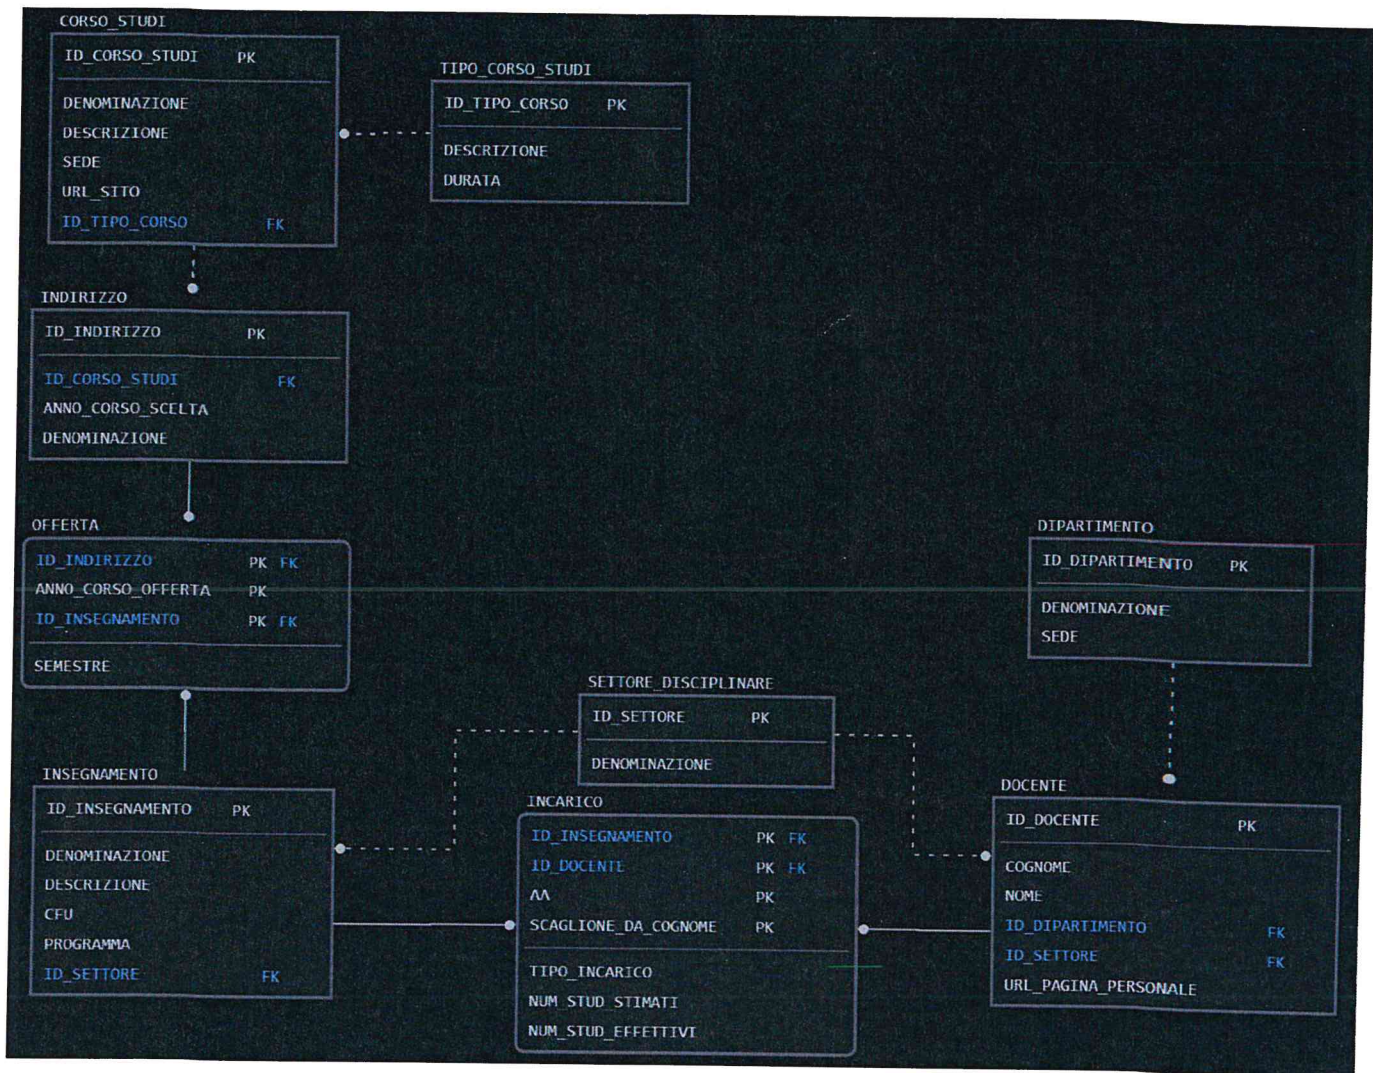 CORSO_STUDI
ID_CORSO_STUDI PK
DENOMINAZIONE
DESCRIZIONE
SEDE
URL_SITO
ID_TIPO_CORSO FK
TIPO_CORSO_STUDI
ID_TIPO_CORSO PK
DESCRIZIONE
DURATA
INDIRIZZO
ID_INDIRIZZO PK
ID_CORSO_STUDI FK
ANNO_CORSO_SCELTA
DENOMINAZIONE
OFFERTA
ID_INDIRIZZO PK FK
ANNO_CORSO_OFFERTA PK
ID_INSEGNAMENTO PK FK
SEMESTRE
DIPARTIMENTO
ID_DIPARTIMENTO PK
DENOMINAZIONE
SEDE
SETTORE_DISCIPLINARE
ID_SETTORE PK
DENOMINAZIONE
INSEGNAMENTO
ID_INSEGNAMENTO PK
DENOMINAZIONE
DESCRIZIONE
CFU
PROGRAMMA
ID_SETTORE FK
INCARICO
ID_INSEGNAMENTO PK FK
ID_DOCENTE PK FK
AA PK
SCAGLIONE_DA_COGNOME PK
TIPO_INCARICO
NUM_STUD_STIMATI
NUM_STUD_EFFETTIVI
DOCENTE
ID_DOCENTE PK
COGNOME
NOME
ID_DIPARTIMENTO FK
ID_SETTORE FK
URL_PAGINA_PERSONALE